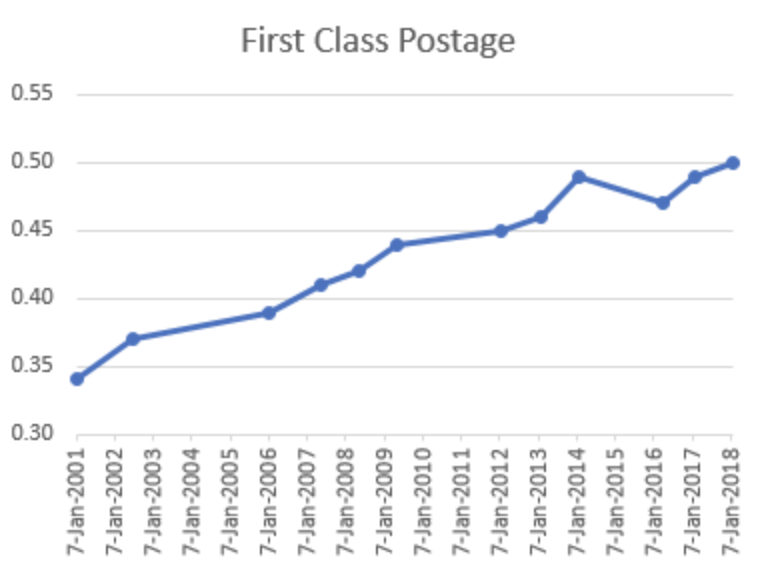 First Class Postage
0.55
0.50
0.45
0.40
0.35
0.30
7-Jan-2001
7-Jan-2002
7-Jan-2003
7-Jan-2004
7-Jan-2005
7-Jan-2006
7-Jan-2007
7-Jan-2008
7-Jan-2009
7-Jan-2010
7-Jan-2011
7-Jan-2012
7-Jan-2013
7-Jan-2014
7-Jan-2015
7-Jan-2016
7-Jan-2017
7-Jan-2018